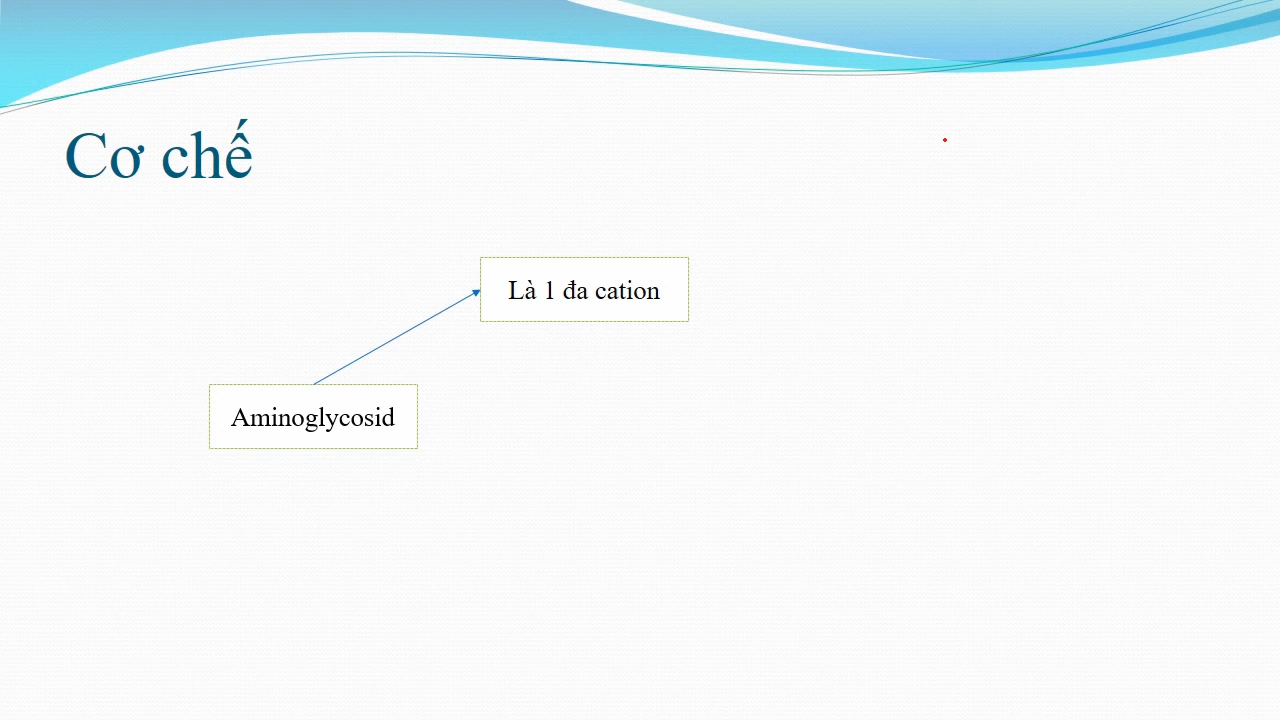 Cơ chế
Là 1 đa cation
Aminoglycosid